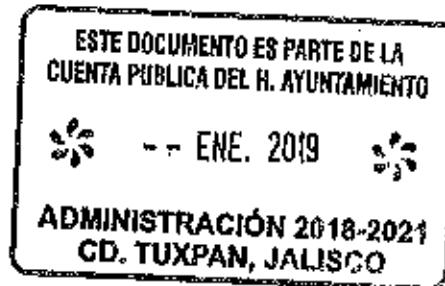 ESTE DOCUMENTO ES PARTE DE LA
CUENTA PUBLICA DEL H. AYUNTAMIENTO
-- ENE. 2019
ADMINISTRACIÓN 2018-2021
CD. TUXPAN, JALISCO